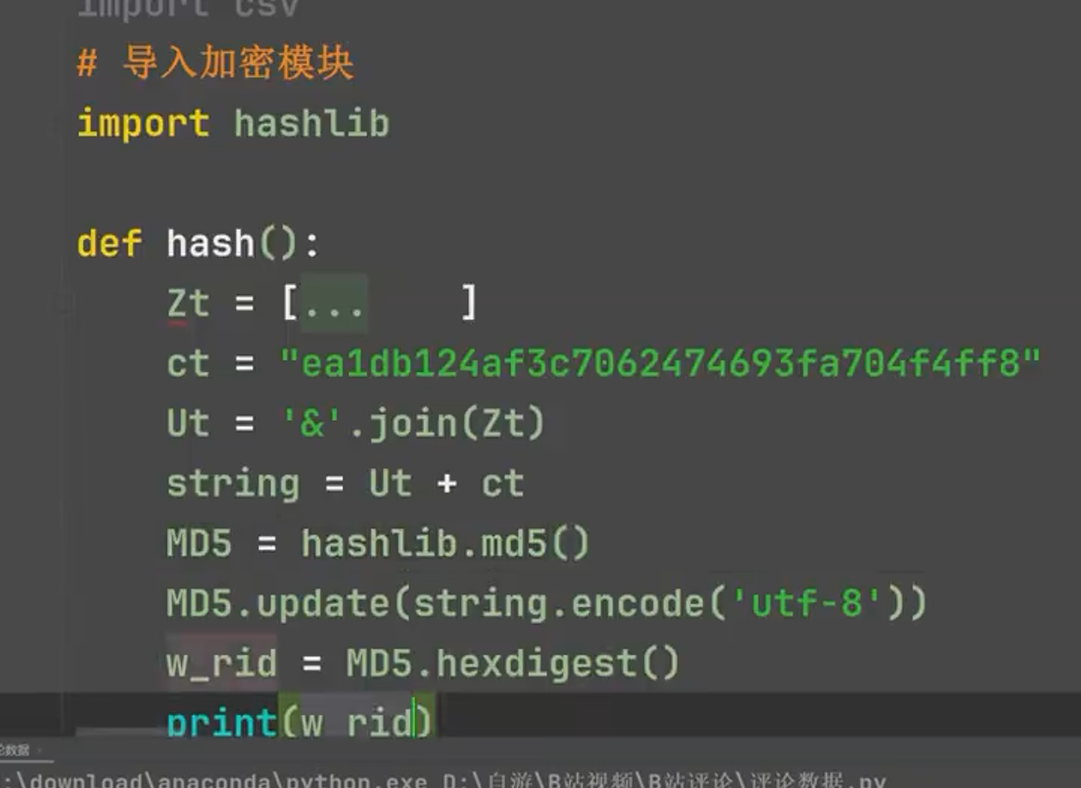 import csv
# 导入加密模块
import hashlib
def hash():
Zt = [...    ]
ct = "ea1db124af3c7062474693fa704f4ff8"
Ut = '&'.join(Zt)
string = Ut + ct
MD5 = hashlib.md5()
MD5.update(string.encode('utf-8'))
w_rid = MD5.hexdigest()
print(w_rid)
论数据
:\download\anaconda\python.exe D:\自游\B站视频\B站评论\评论数据.py